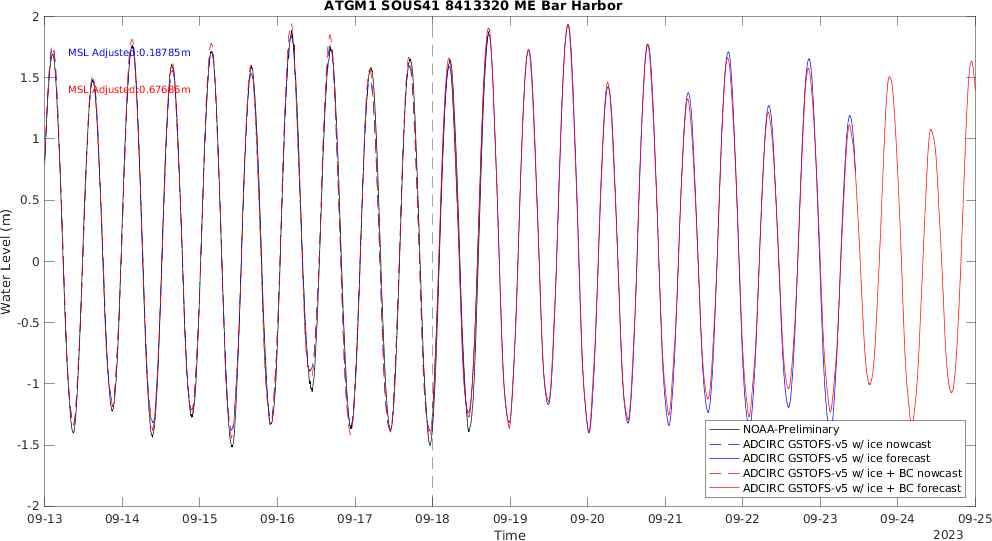 ATGM1 SOUS41 8413320 ME Bar Harbor
2
1.5
1
0.5
0
-0.5
-1
-1.5
-2
Water Level (m)
MSL Adjusted:0.18785m
MSL Adjusted:0.67685m
NOAA-Preliminary
ADCIRC GSTOFS-v5 w/ ice nowcast
ADCIRC GSTOFS-v5 w/ ice forecast
ADCIRC GSTOFS-v5 w/ ice + BC nowcast
ADCIRC GSTOFS-v5 w/ ice + BC forecast
09-13 09-14 09-15 09-16 09-17 09-18 09-19 09-20 09-21 09-22 09-23 09-24 09-25
Time
2023